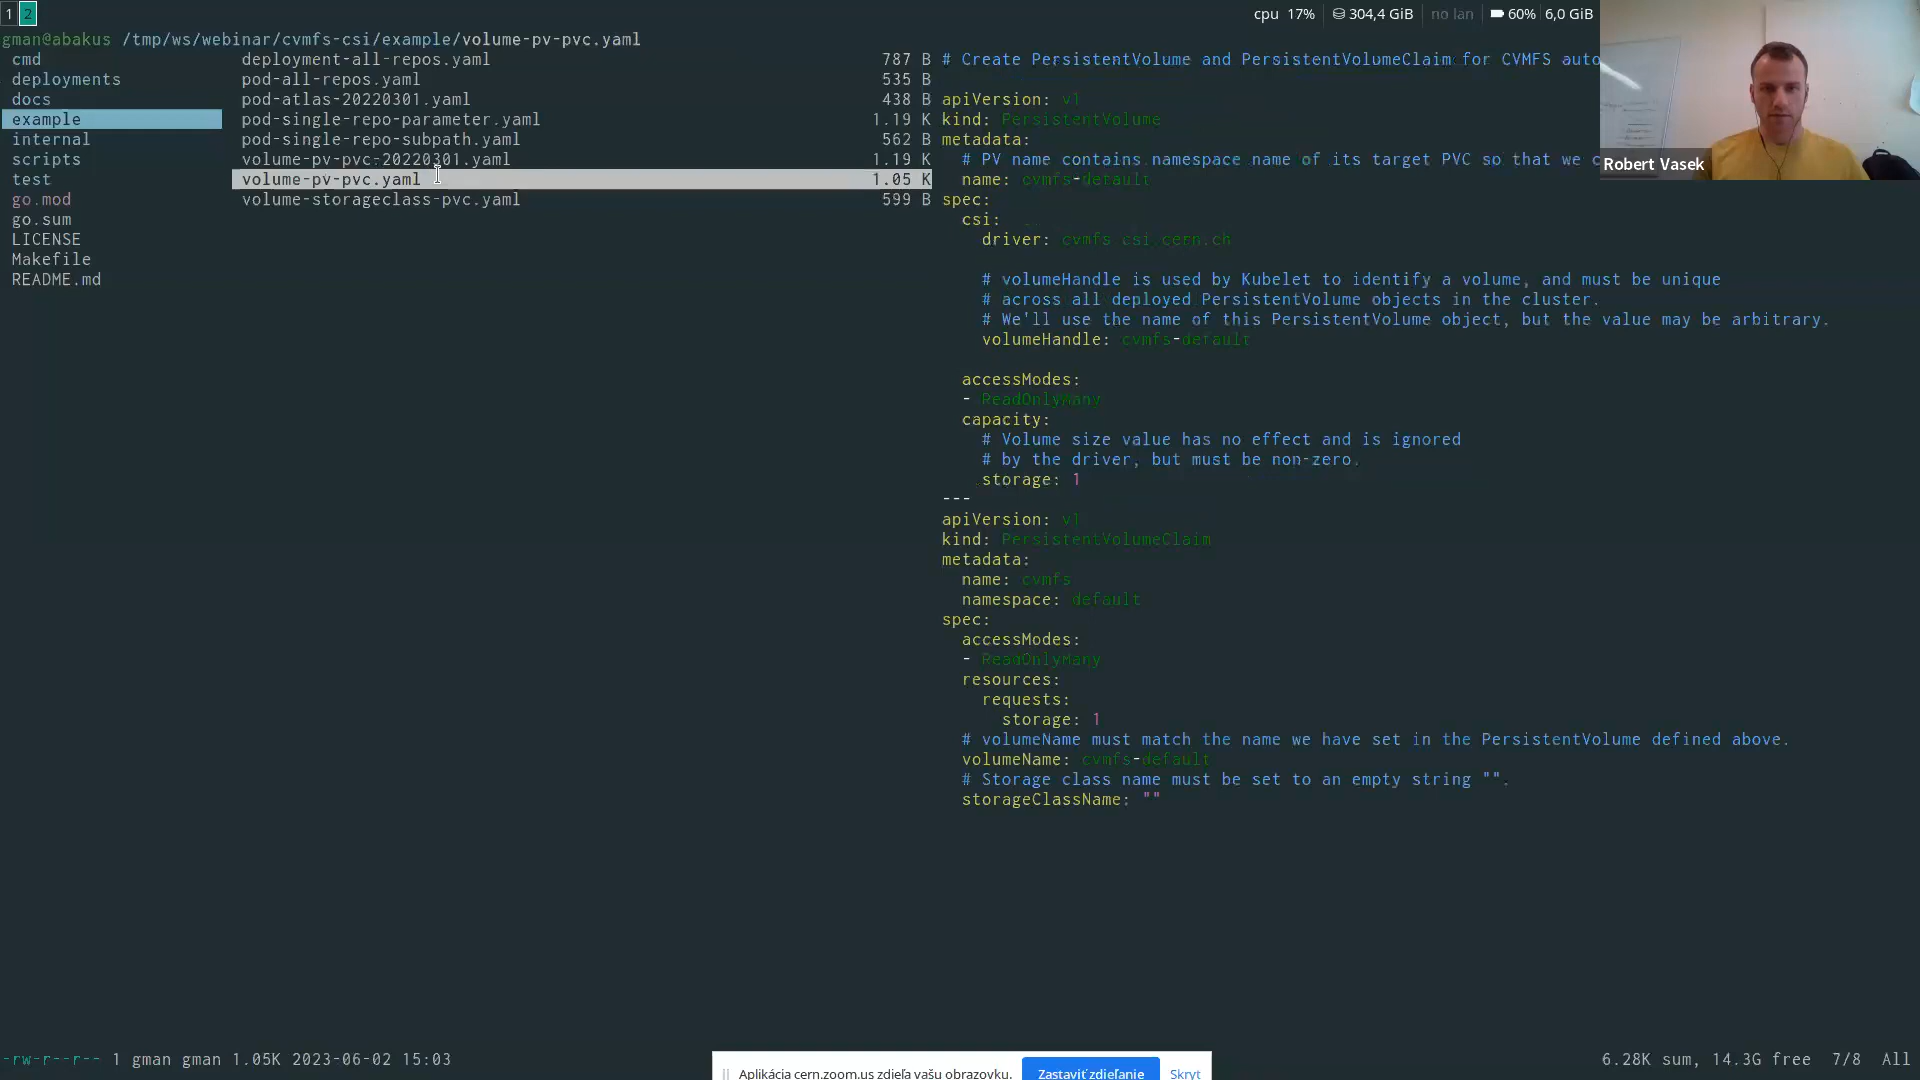 1 2
cpu 17% 304,4 GiB no lan 60% 6,0 GiB
gman@abakus /tmp/ws/webinar/cvmfs-csi/example/volume-pv-pvc.yaml
cmd
deployments
docs
example
internal
scripts
test
go.mod
go.sum
LICENSE
Makefile
README.md
deployment-all-repos.yaml 787 B
pod-all-repos.yaml 535 B
pod-atlas-20220301.yaml 438 B
pod-single-repo-parameter.yaml 1.19 K
pod-single-repo-subpath.yaml 562 B
volume-pv-pvc-20220301.yaml 1.19 K
volume-pv-pvc.yaml 1.05 K
volume-storageclass-pvc.yaml 599 B
# Create PersistentVolume and PersistentVolumeClaim for CVMFS auto
apiVersion: v1
kind: PersistentVolume
metadata:
# PV name contains namespace name of its target PVC so that we c
name: cvmfs-default
spec:
csi:
driver: cvmfs.csi.cern.ch
# volumeHandle is used by Kubelet to identify a volume, and must be unique
# across all deployed PersistentVolume objects in the cluster.
# We'll use the name of this PersistentVolume object, but the value may be arbitrary.
volumeHandle: cvmfs-default
accessModes:
- ReadOnlyMany
capacity:
# Volume size value has no effect and is ignored
# by the driver, but must be non-zero.
storage: 1
---
apiVersion: v1
kind: PersistentVolumeClaim
metadata:
name: cvmfs
namespace: default
spec:
accessModes:
- ReadOnlyMany
resources:
requests:
storage: 1
# volumeName must match the name we have set in the PersistentVolume defined above.
volumeName: cvmfs-default
# Storage class name must be set to an empty string "".
storageClassName: ""
Robert Vasek
-rw-r--r-- 1 gman gman 1.05K 2023-06-02 15:03
6.28K sum, 14.3G free 7/8 All
Aplikácia cern.zoom.us zdieľa vašu obrazovku. Zastaviť zdieľanie Skryť